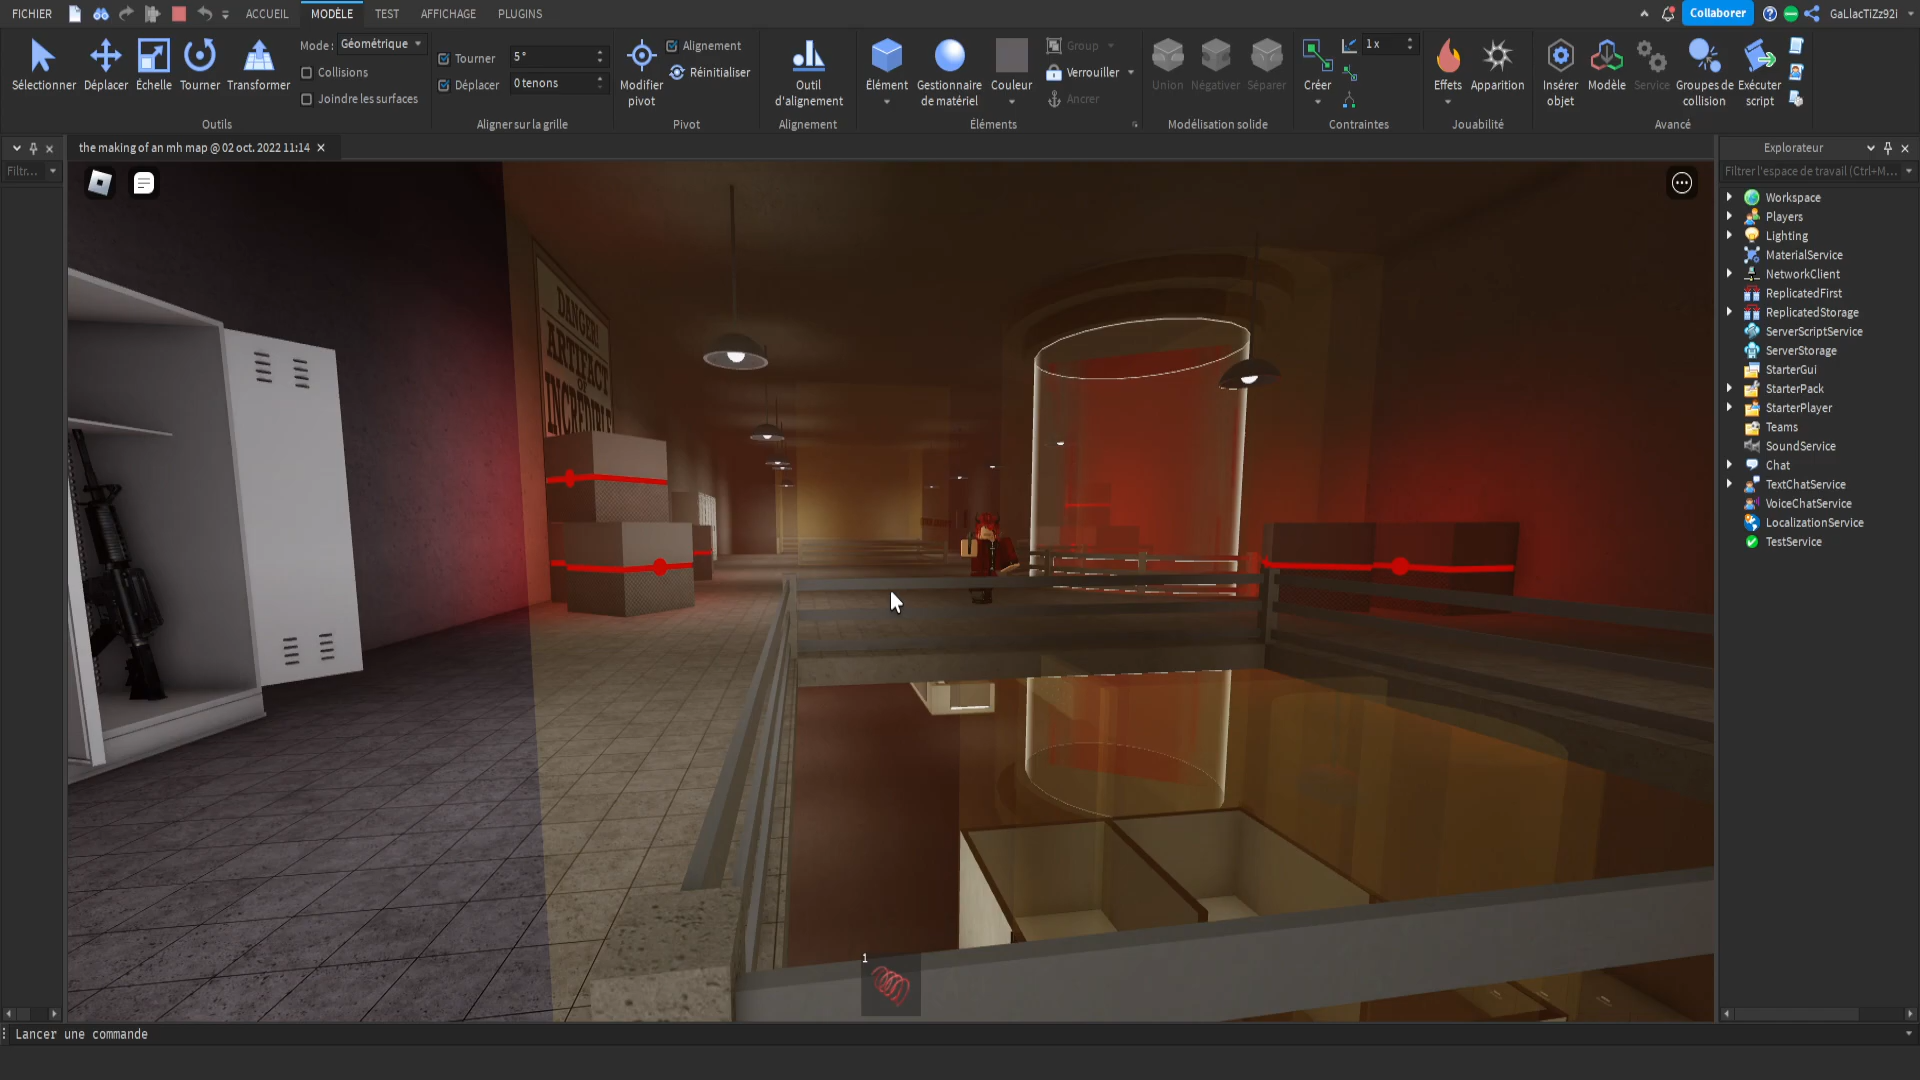 FICHIER ACCUEIL MODÈLE TEST AFFICHAGE PLUGINS Collaborer GaLlacTiZz92i
Sélectionner Déplacer Échelle Tourner Transformer
Mode : Géométrique
Collisions
Joindre les surfaces
Outils
Tourner 5°
Déplacer 0 tenons
Aligner sur la grille
Modifier pivot
Alignement
Réinitialiser
Pivot
Outil d'alignement
Alignement
Élément
Gestionnaire de matériel
Couleur
Group
Verrouiller
Ancrer
Éléments
Union Négativer Séparer
Modélisation solide
Créer
1 x
Contraintes
Effets Apparition
Jouabilité
Insérer objet
Modèle
Service
Groupes de collision
Exécuter script
Avancé
Filtr...
the making of an mh map @ 02 oct. 2022 11:14
DANGER!
ARTIFACT
OF
INCREDIBLE
1
Explorateur
Filtrer l'espace de travail (Ctrl+M...
Workspace
Players
Lighting
MaterialService
NetworkClient
ReplicatedFirst
ReplicatedStorage
ServerScriptService
ServerStorage
StarterGui
StarterPack
StarterPlayer
Teams
SoundService
Chat
TextChatService
VoiceChatService
LocalizationService
TestService
Lancer une commande